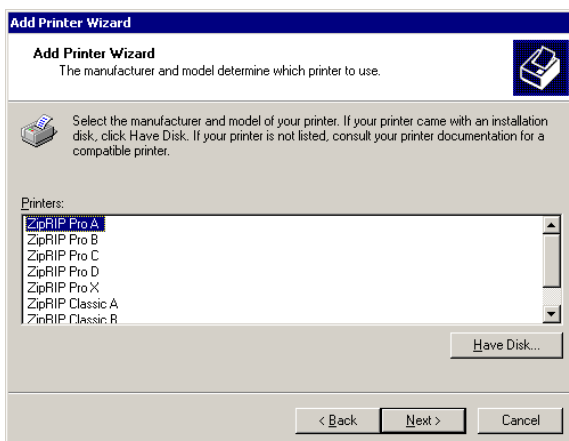 Add Printer Wizard
Add Printer Wizard
The manufacturer and model determine which printer to use.
Select the manufacturer and model of your printer. If your printer came with an installation
disk, click Have Disk. If your printer is not listed, consult your printer documentation for a
compatible printer.
Printers:
ZipRIP Pro A
ZipRIP Pro B
ZipRIP Pro C
ZipRIP Pro D
ZipRIP Pro X
ZipRIP Classic A
ZipRIP Classic B
Have Disk...
< Back Next > Cancel